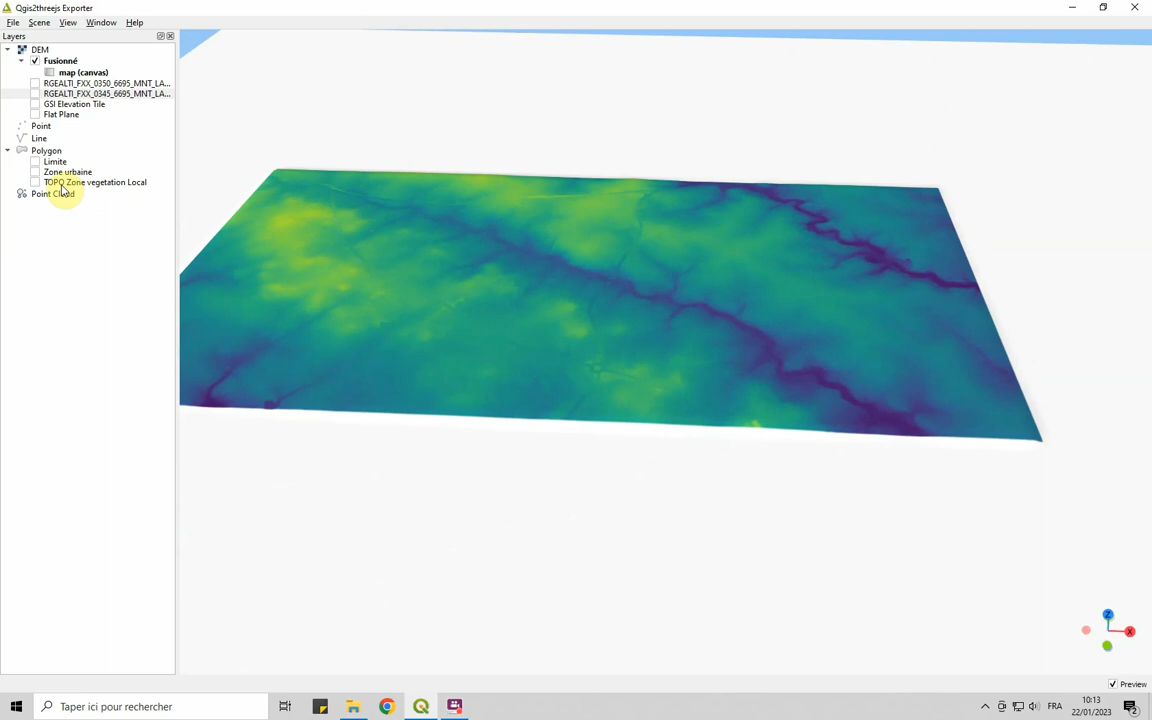 Qgis2threejs Exporter
File Scene View Window Help
Layers
DEM
Fusionné
map (canvas)
RGEALTI_FXX_0350_6695_MNT_LA...
RGEALTI_FXX_0345_6695_MNT_LA...
GSI Elevation Tile
Flat Plane
Point
Line
Polygon
Limite
Zone urbaine
TOPO Zone vegetation Local
Point Cloud
Z
X
Preview
Taper ici pour rechercher
FRA
10:13
22/01/2023
2